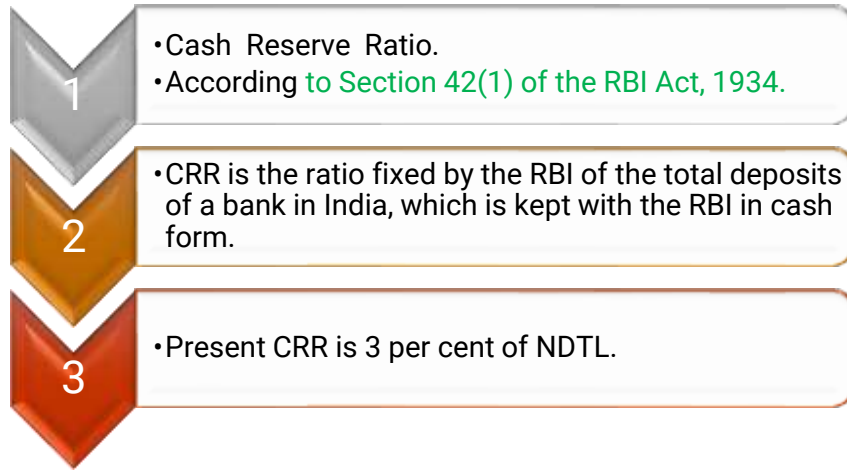 1
•Cash Reserve Ratio.
•According to Section 42(1) of the RBI Act, 1934.
2
•CRR is the ratio fixed by the RBI of the total deposits
of a bank in India, which is kept with the RBI in cash
form.
3
•Present CRR is 3 per cent of NDTL.